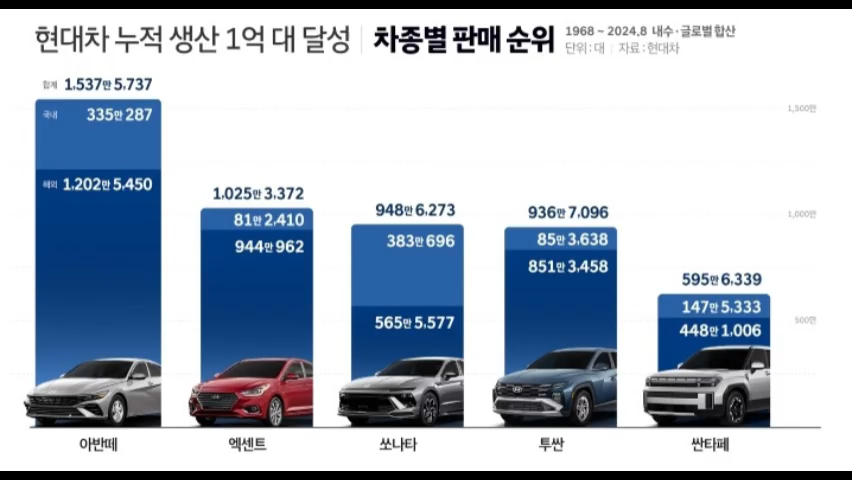 현대차 누적 생산 1억 대 달성 | 차종별 판매 순위
1968 ~ 2024.8 내수·글로벌 합산
단위 : 대 | 자료 : 현대차
합계 1,537만 5,737
국내 335만 287
해외 1,202만 5,450
1,025만 3,372
81만 2,410
944만 962
948만 6,273
383만 696
565만 5,577
936만 7,096
85만 3,638
851만 3,458
595만 6,339
147만 5,333
448만 1,006
1,500만
1,000만
500만
아반떼
엑센트
쏘나타
투싼
싼타페